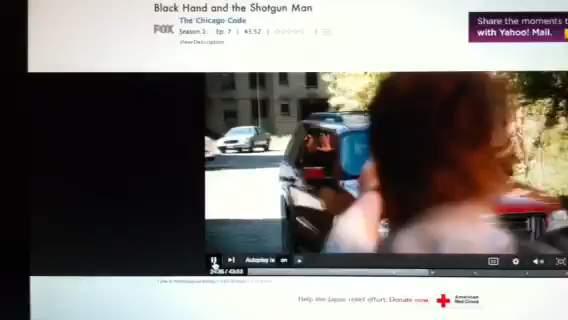 Black Hand and the Shotgun Man
The Chicago Code
FOX
Season 1: Ep. 7 | 43:52
View Description
Share the moments
with Yahoo! Mail.
Autoplay is on
Help the Japan relief effort. Donate now.
American
Red Cross